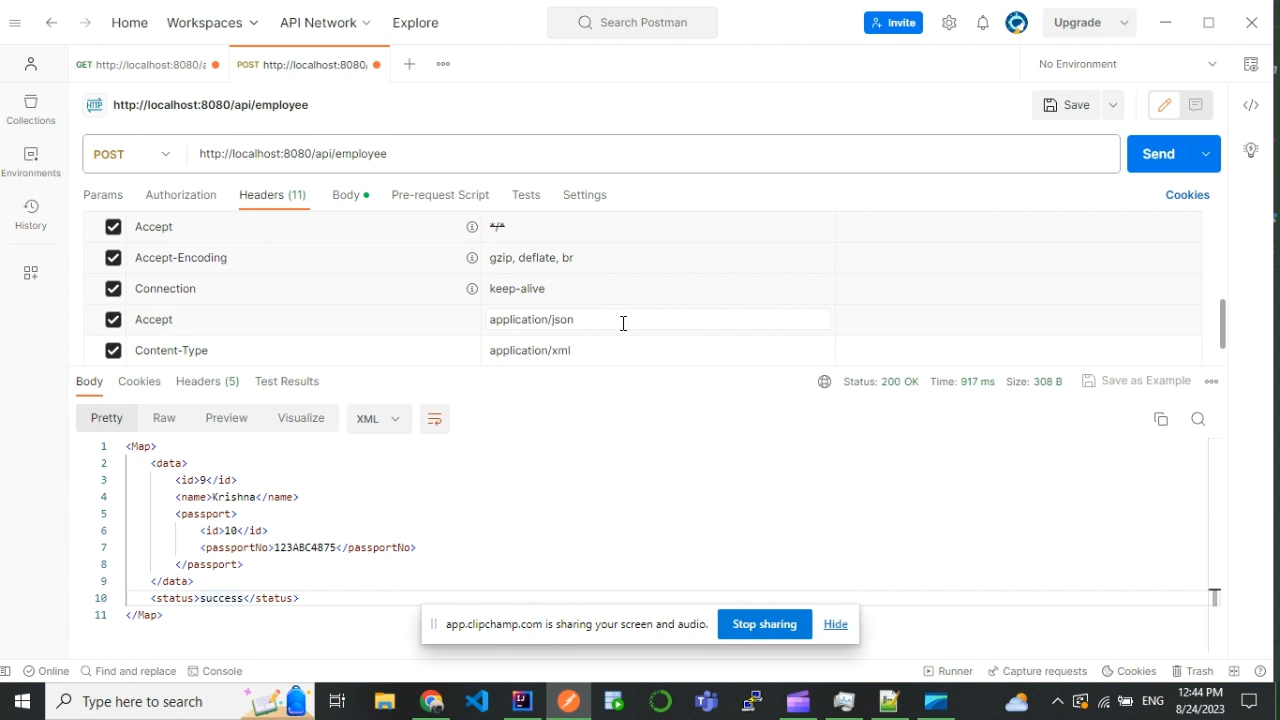 Home Workspaces API Network Explore Search Postman Invite Upgrade
GET http://localhost:8080/a POST http://localhost:8080/ No Environment
http://localhost:8080/api/employee Save
HTTP
Collections
POST http://localhost:8080/api/employee Send
Environments
Params Authorization Headers (11) Body Pre-request Script Tests Settings Cookies
History
Accept */*
Accept-Encoding gzip, deflate, br
Connection keep-alive
Accept application/json
Content-Type application/xml
Body Cookies Headers (5) Test Results Status: 200 OK Time: 917 ms Size: 308 B Save as Example
Pretty Raw Preview Visualize XML
1 <Map>
2 <data>
3 <id>9</id>
4 <name>Krishna</name>
5 <passport>
6 <id>10</id>
7 <passportNo>123ABC4875</passportNo>
8 </passport>
9 </data>
10 <status>success</status>
11 </Map>
app.clipchamp.com is sharing your screen and audio. Stop sharing Hide
Online Find and replace Console Runner Capture requests Cookies Trash
Type here to search ENG 12:44 PM
8/24/2023